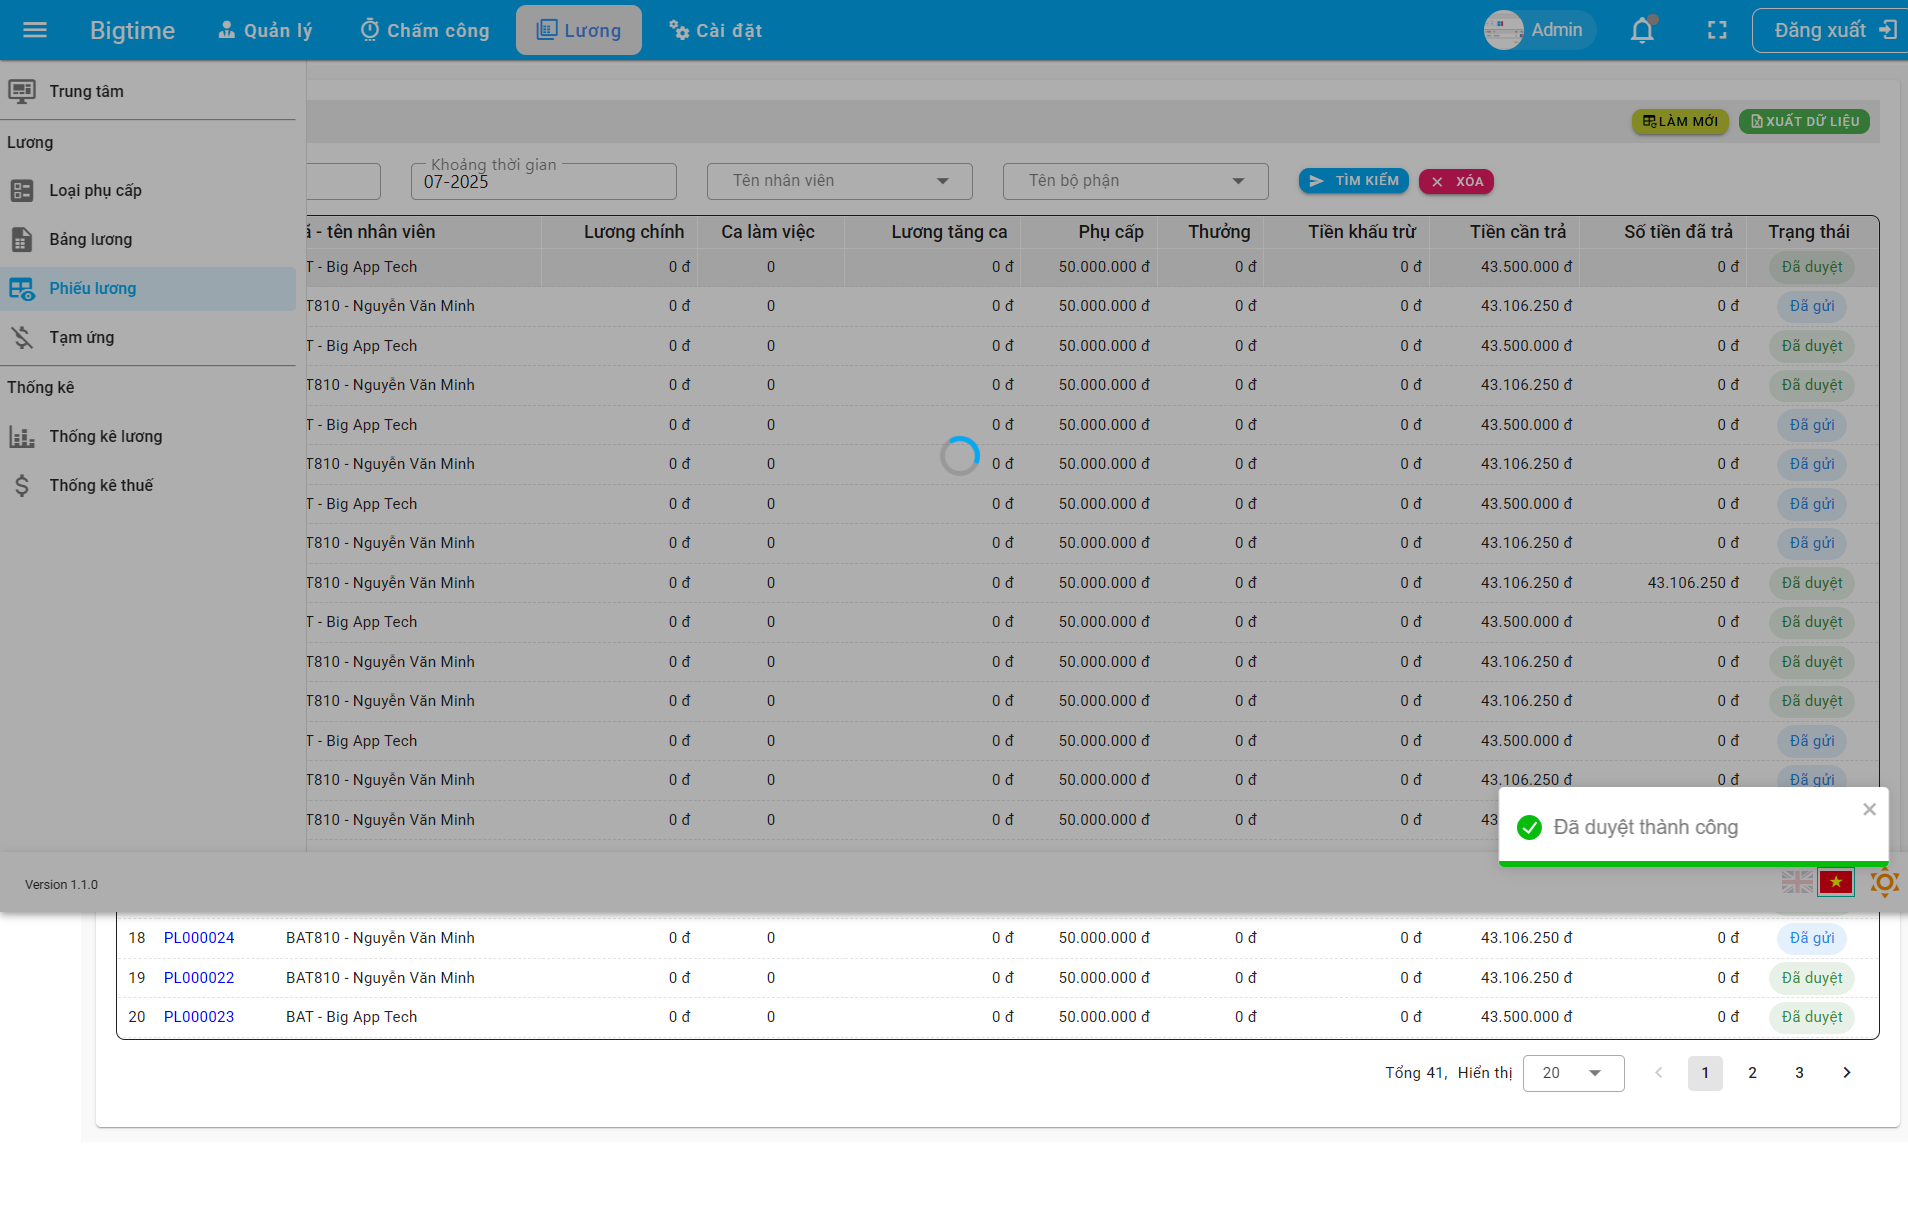 Bigtime Quản lý Chấm công Lương Cài đặt Admin Đăng xuất
Trung tâm
Lương
Loại phụ cấp
Bảng lương
Phiếu lương
Tạm ứng
Thống kê
Thống kê lương
Thống kê thuế
LÀM MỚI XUẤT DỮ LIỆU
Khoảng thời gian
07-2025 Tên nhân viên Tên bộ phận TÌM KIẾM XÓA
ã - tên nhân viên Lương chính Ca làm việc Lương tăng ca Phụ cấp Thưởng Tiền khấu trừ Tiền cần trả Số tiền đã trả Trạng thái
T - Big App Tech 0 đ 0 0 đ 50.000.000 đ 0 đ 0 đ 43.500.000 đ 0 đ Đã duyệt
T810 - Nguyễn Văn Minh 0 đ 0 0 đ 50.000.000 đ 0 đ 0 đ 43.106.250 đ 0 đ Đã gửi
T - Big App Tech 0 đ 0 0 đ 50.000.000 đ 0 đ 0 đ 43.500.000 đ 0 đ Đã duyệt
T810 - Nguyễn Văn Minh 0 đ 0 0 đ 50.000.000 đ 0 đ 0 đ 43.106.250 đ 0 đ Đã duyệt
T - Big App Tech 0 đ 0 0 đ 50.000.000 đ 0 đ 0 đ 43.500.000 đ 0 đ Đã gửi
T810 - Nguyễn Văn Minh 0 đ 0 0 đ 50.000.000 đ 0 đ 0 đ 43.106.250 đ 0 đ Đã gửi
T - Big App Tech 0 đ 0 0 đ 50.000.000 đ 0 đ 0 đ 43.500.000 đ 0 đ Đã gửi
T810 - Nguyễn Văn Minh 0 đ 0 0 đ 50.000.000 đ 0 đ 0 đ 43.106.250 đ 0 đ Đã gửi
T810 - Nguyễn Văn Minh 0 đ 0 0 đ 50.000.000 đ 0 đ 0 đ 43.106.250 đ 43.106.250 đ Đã duyệt
T - Big App Tech 0 đ 0 0 đ 50.000.000 đ 0 đ 0 đ 43.500.000 đ 0 đ Đã duyệt
T810 - Nguyễn Văn Minh 0 đ 0 0 đ 50.000.000 đ 0 đ 0 đ 43.106.250 đ 0 đ Đã duyệt
T810 - Nguyễn Văn Minh 0 đ 0 0 đ 50.000.000 đ 0 đ 0 đ 43.106.250 đ 0 đ Đã duyệt
T - Big App Tech 0 đ 0 0 đ 50.000.000 đ 0 đ 0 đ 43.500.000 đ 0 đ Đã gửi
T810 - Nguyễn Văn Minh 0 đ 0 0 đ 50.000.000 đ 0 đ 0 đ 43.106.250 đ 0 đ Đã gửi
T810 - Nguyễn Văn Minh 0 đ 0 0 đ 50.000.000 đ 0 đ 0 đ 43
Đã duyệt thành công
Version 1.1.0
18 PL000024 BAT810 - Nguyễn Văn Minh 0 đ 0 0 đ 50.000.000 đ 0 đ 0 đ 43.106.250 đ 0 đ Đã gửi
19 PL000022 BAT810 - Nguyễn Văn Minh 0 đ 0 0 đ 50.000.000 đ 0 đ 0 đ 43.106.250 đ 0 đ Đã duyệt
20 PL000023 BAT - Big App Tech 0 đ 0 0 đ 50.000.000 đ 0 đ 0 đ 43.500.000 đ 0 đ Đã duyệt
Tổng 41, Hiển thị 20 1 2 3